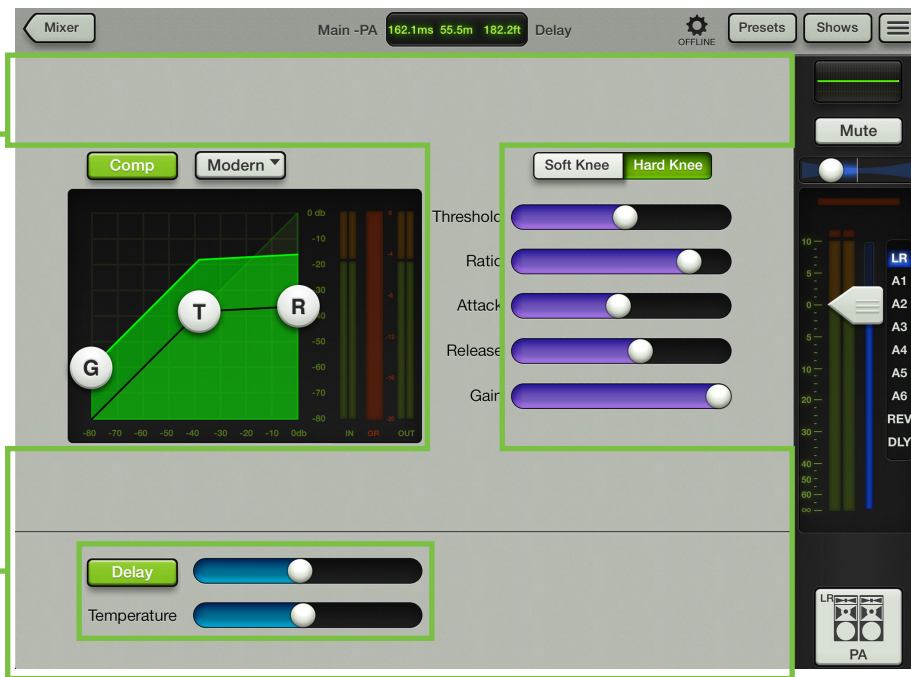 Mixer
Main -PA 162.1ms 55.5m 182.2ft Delay
OFFLINE
Presets
Shows
Mute
Comp
Modern
Soft Knee Hard Knee
0 db
-10
-20
-30
-40
-50
-60
-70
-80
-80 -70 -60 -50 -40 -30 -20 -10 0db
G
T
R
IN GR OUT
Threshold
Ratio
Attack
Release
Gain
10
5
0
5
10
20
30
40
50
60
∞
LR
A1
A2
A3
A4
A5
A6
REV
DLY
Delay
Temperature
LR
PA